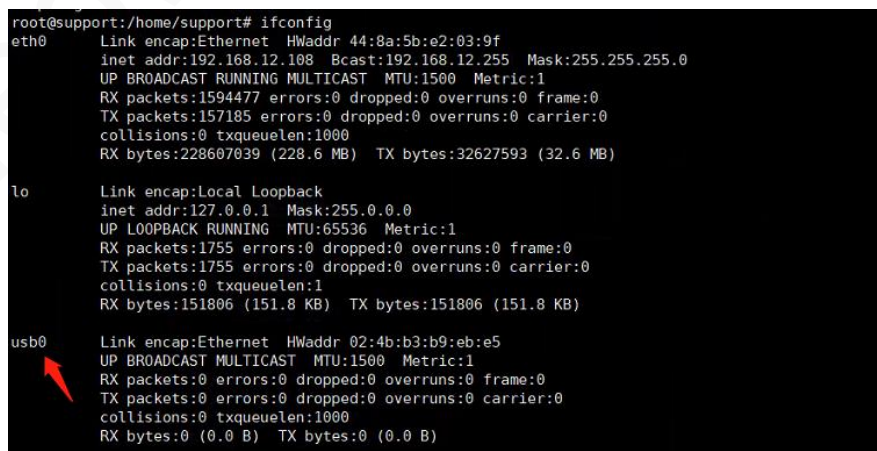 root@support:/home/support# ifconfig
eth0 Link encap:Ethernet HWaddr 44:8a:5b:e2:03:9f
inet addr:192.168.12.108 Bcast:192.168.12.255 Mask:255.255.255.0
UP BROADCAST RUNNING MULTICAST MTU:1500 Metric:1
RX packets:1594477 errors:0 dropped:0 overruns:0 frame:0
TX packets:157185 errors:0 dropped:0 overruns:0 carrier:0
collisions:0 txqueuelen:1000
RX bytes:228607039 (228.6 MB) TX bytes:32627593 (32.6 MB)
lo Link encap:Local Loopback
inet addr:127.0.0.1 Mask:255.0.0.0
UP LOOPBACK RUNNING MTU:65536 Metric:1
RX packets:1755 errors:0 dropped:0 overruns:0 frame:0
TX packets:1755 errors:0 dropped:0 overruns:0 carrier:0
collisions:0 txqueuelen:1
RX bytes:151806 (151.8 KB) TX bytes:151806 (151.8 KB)
usb0 Link encap:Ethernet HWaddr 02:4b:b3:b9:eb:e5
UP BROADCAST MULTICAST MTU:1500 Metric:1
RX packets:0 errors:0 dropped:0 overruns:0 frame:0
TX packets:0 errors:0 dropped:0 overruns:0 carrier:0
collisions:0 txqueuelen:1000
RX bytes:0 (0.0 B) TX bytes:0 (0.0 B)